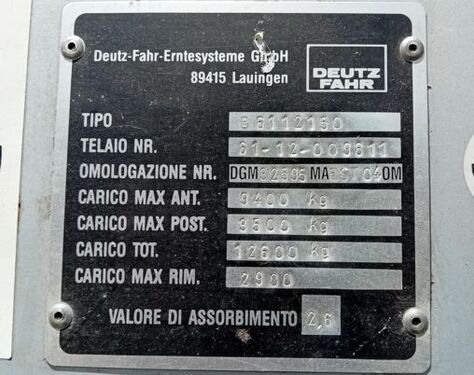 Deutz-Fahr-Erntesysteme GmbH
89415 Lauingen
DEUTZ
FAHR
TIPO
TELAIO NR. 61-12-009811
OMOLOGAZIONE NR. DGM
CARICO MAX ANT. 9400 Kg
CARICO MAX POST. 9500 Kg
CARICO TOT. 12600 Kg
CARICO MAX RIM. 2900
VALORE DI ASSORBIMENTO 2,6